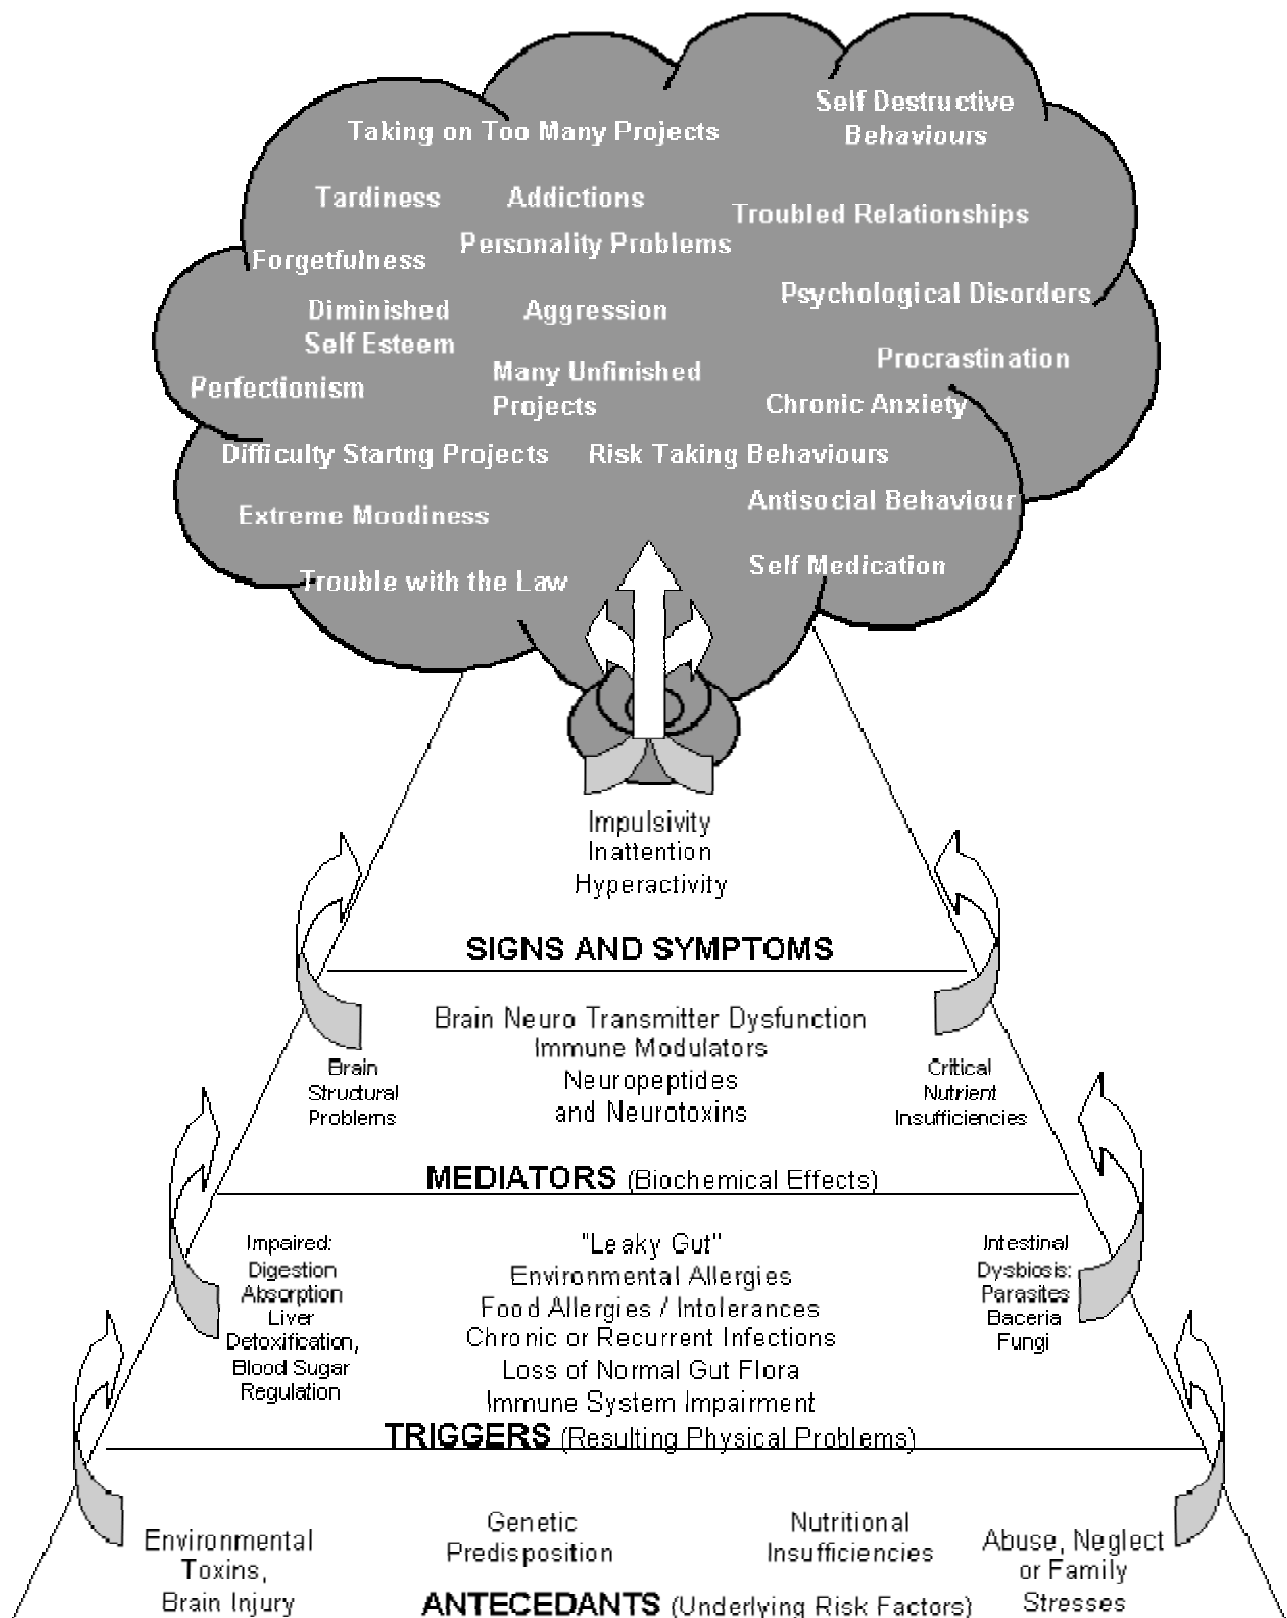 Self Destructive
Behaviours
Taking on Too Many Projects
Tardiness
Addictions
Troubled Relationships
Personality Problems
Forgetfulness
Psychological Disorders
Diminished
Self Esteem
Aggression
Procrastination
Many Unfinished
Projects
Perfectionism
Chronic Anxiety
Difficulty Startng Projects
Risk Taking Behaviours
Antisocial Behaviour
Extreme Moodiness
Self Medication
Trouble with the Law
Impulsivity
Inattention
Hyperactivity
SIGNS AND SYMPTOMS
Brain Neuro Transmitter Dysfunction
Immune Modulators
Neuropeptides
and Neurotoxins
Brain
Structural
Problems
Critical
Nutrient
Insufficiencies
MEDIATORS (Biochemical Effects)
Impaired:
Digestion
Absorption
Liver
Detoxification,
Blood Sugar
Regulation
"Leaky Gut"
Environmental Allergies
Food Allergies / Intolerances
Chronic or Recurrent Infections
Loss of Normal Gut Flora
Immune System Impairment
Intestinal
Dysbiosis:
Parasites
Baceria
Fungi
TRIGGERS (Resulting Physical Problems)
Environmental
Toxins,
Brain Injury
Genetic
Predisposition
Nutritional
Insufficiencies
Abuse, Neglect
or Family
Stresses
ANTECEDANTS (Underlying Risk Factors)